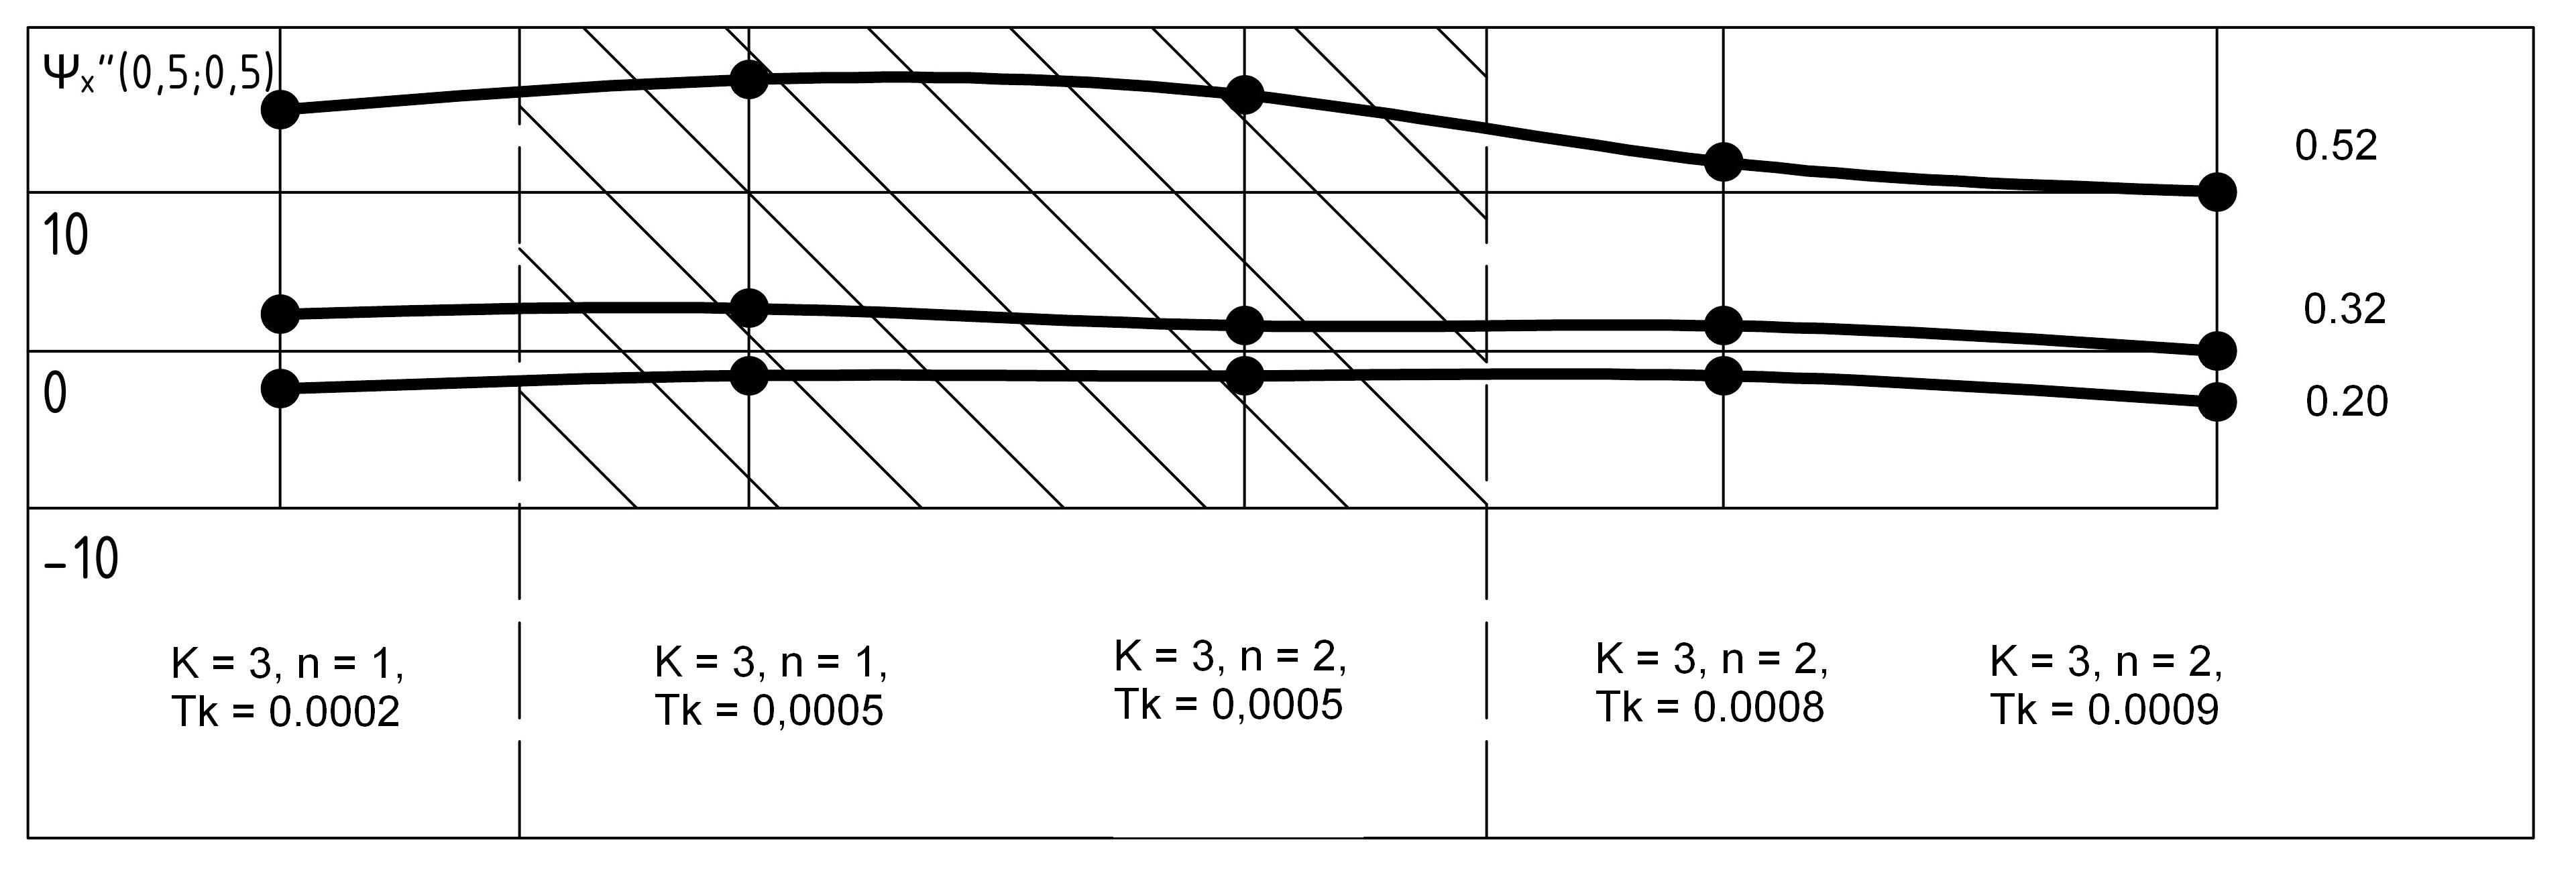 Ψx″(0,5;0,5)
0.52
10
0.32
0
0.20
–10
K = 3, n = 1,
Tk = 0.0002
K = 3, n = 1,
Tk = 0,0005
K = 3, n = 2,
Tk = 0,0005
K = 3, n = 2,
Tk = 0.0008
K = 3, n = 2,
Tk = 0.0009